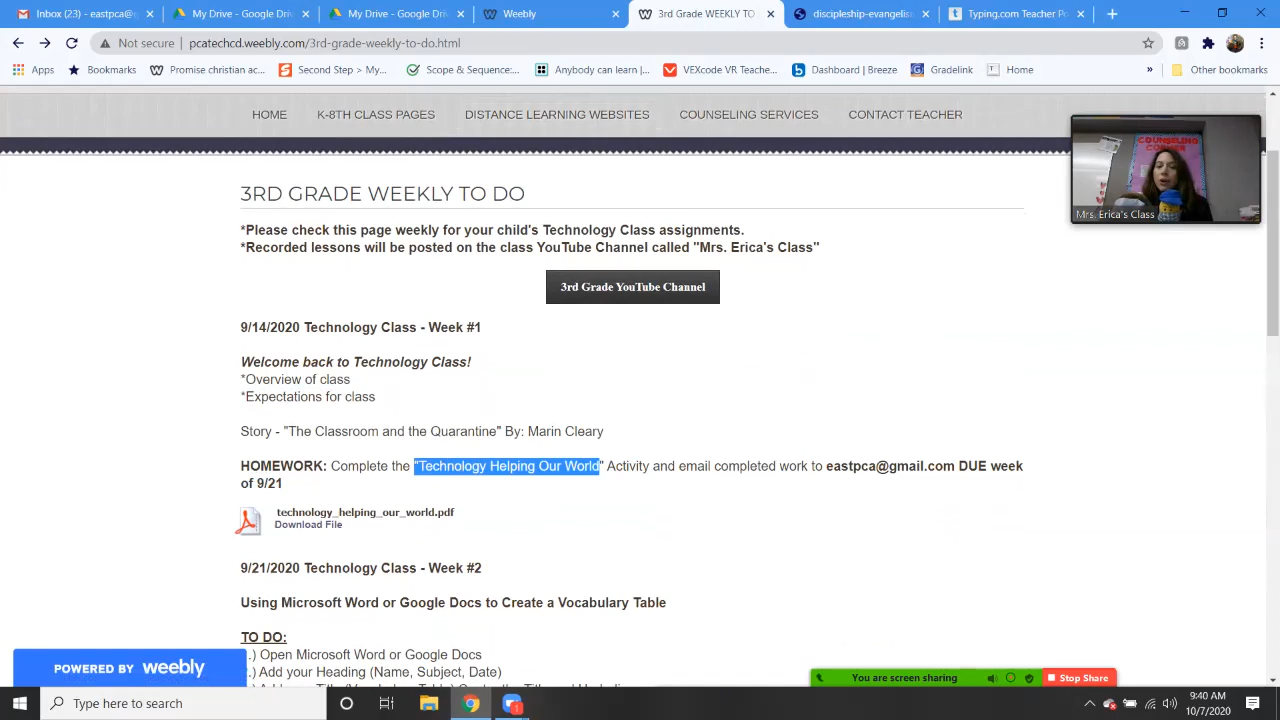 Inbox (23) - eastpca@
My Drive - Google Driv
My Drive - Google Driv
Weebly
3rd Grade WEEKLY TO
discipleship-evangelis
Typing.com Teacher Po
Not secure
pcatechcd.weebly.com/3rd-grade-weekly-to-do.html
Apps
Bookmarks
Promise christian ac...
Second Step > My...
Scope & Sequence:...
Anybody can learn |...
VEXcode VR Teache...
Dashboard | Breeze
Gradelink
Home
»
Other bookmarks
HOME
K-8TH CLASS PAGES
DISTANCE LEARNING WEBSITES
COUNSELING SERVICES
CONTACT TEACHER
COUNSELING
CORNER
Mrs. Erica's Class
3RD GRADE WEEKLY TO DO
*Please check this page weekly for your child's Technology Class assignments.
*Recorded lessons will be posted on the class YouTube Channel called "Mrs. Erica's Class"
3rd Grade YouTube Channel
9/14/2020 Technology Class - Week #1
Welcome back to Technology Class!
*Overview of class
*Expectations for class
Story - "The Classroom and the Quarantine" By: Marin Cleary
HOMEWORK: Complete the "Technology Helping Our World" Activity and email completed work to eastpca@gmail.com DUE week
of 9/21
technology_helping_our_world.pdf
Download File
9/21/2020 Technology Class - Week #2
Using Microsoft Word or Google Docs to Create a Vocabulary Table
TO DO:
.) Open Microsoft Word or Google Docs
.) Add your Heading (Name, Subject, Date)
POWERED BY weebly
You are screen sharing
Stop Share
Type here to search
9:40 AM
10/7/2020